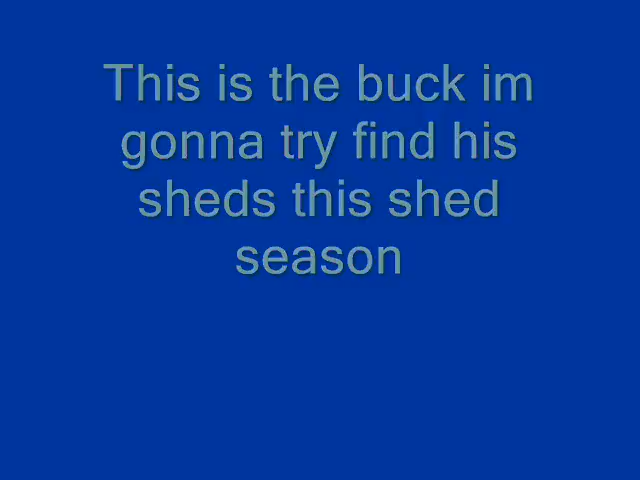 This is the buck im
gonna try find his
sheds this shed
season